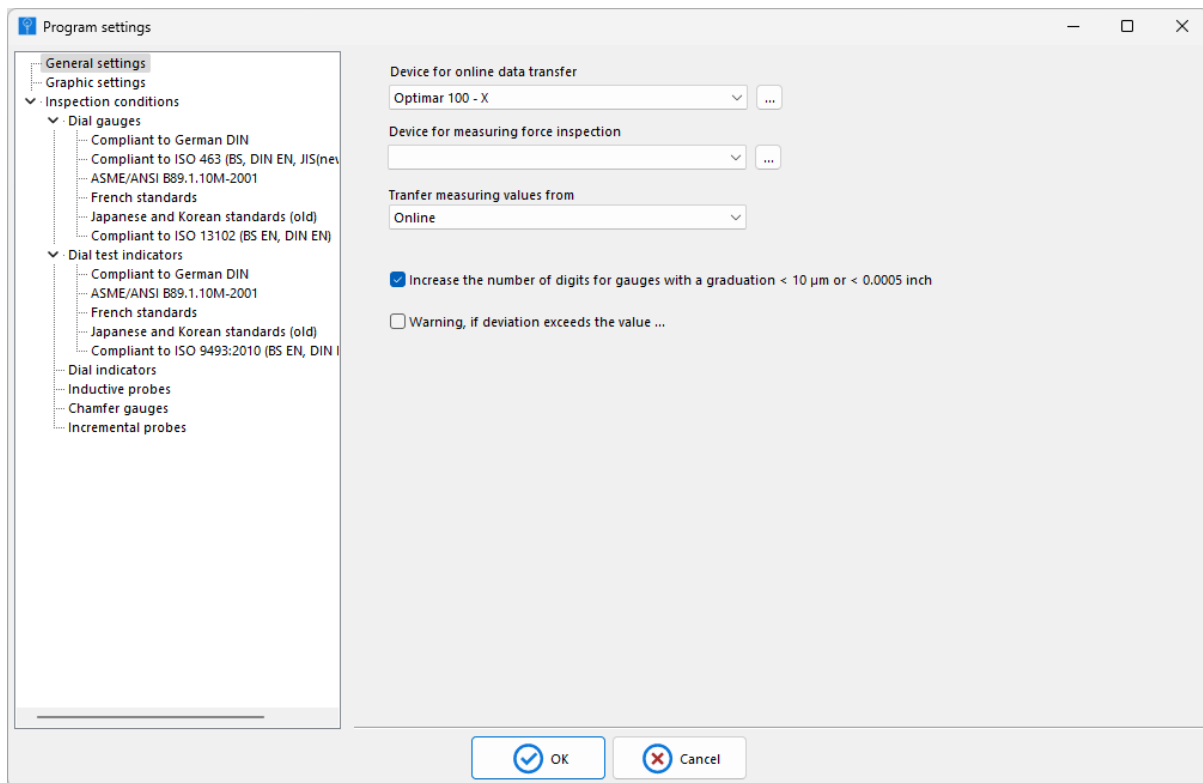 Program settings
General settings
Graphic settings
Inspection conditions
Dial gauges
Compliant to German DIN
Compliant to ISO 463 (BS, DIN EN, JIS(new
ASME/ANSI B89.1.10M-2001
French standards
Japanese and Korean standards (old)
Compliant to ISO 13102 (BS EN, DIN EN)
Dial test indicators
Compliant to German DIN
ASME/ANSI B89.1.10M-2001
French standards
Japanese and Korean standards (old)
Compliant to ISO 9493:2010 (BS EN, DIN
Dial indicators
Inductive probes
Chamfer gauges
Incremental probes
Device for online data transfer
Optimar 100 - X
...
Device for measuring force inspection
...
Tranfer measuring values from
Online
Increase the number of digits for gauges with a graduation < 10 µm or < 0.0005 inch
Warning, if deviation exceeds the value ...
OK
Cancel